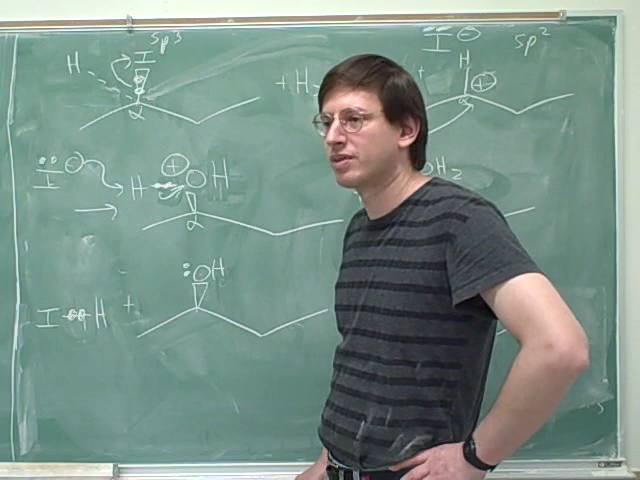 sp³ I ⊖ sp²
H I + H + H ⊕
α
I ⊖ H ⊕ OH OH₂
α
I H + OH